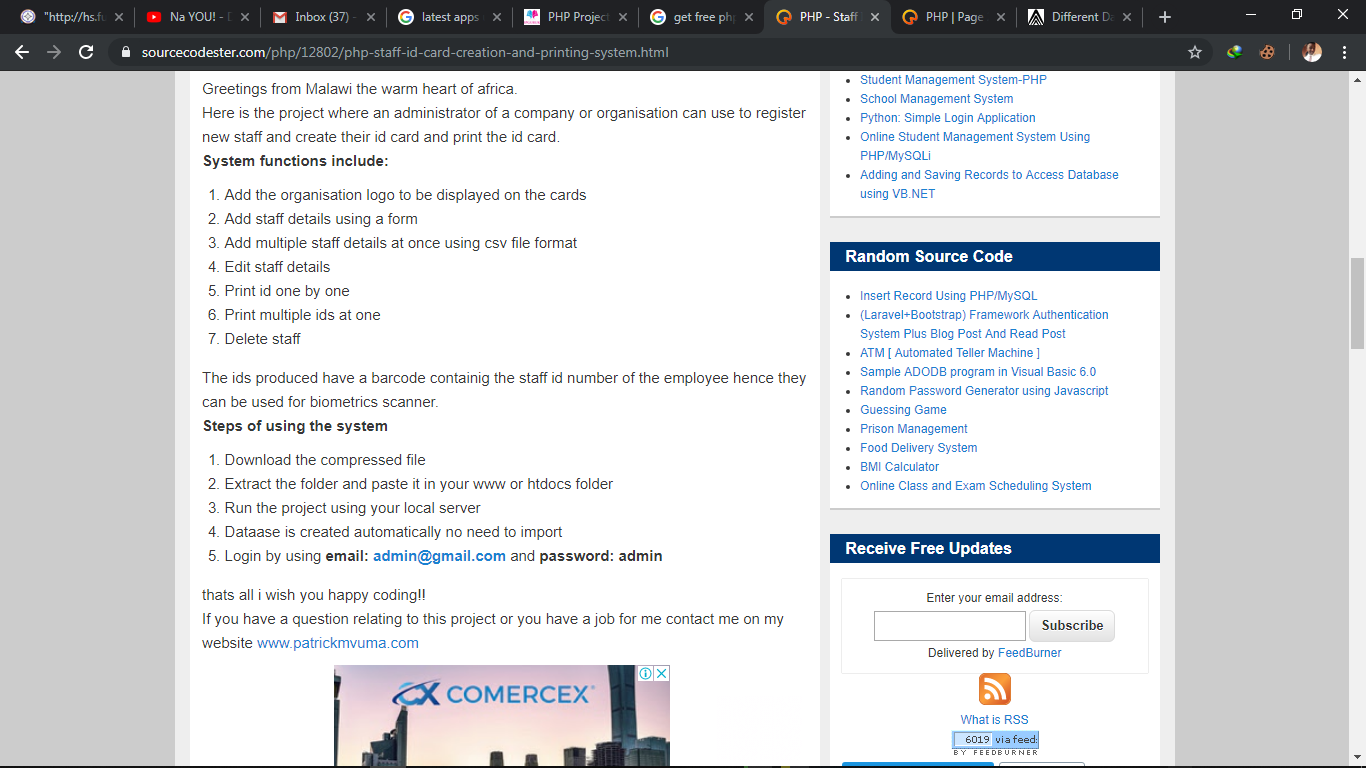 "http://hs.fu
Na YOU! - D
Inbox (37) -
latest apps
PHP Project
get free php
PHP - Staff
PHP | Page
Different Da
sourcecodester.com/php/12802/php-staff-id-card-creation-and-printing-system.html
Greetings from Malawi the warm heart of africa.
Here is the project where an administrator of a company or organisation can use to register
new staff and create their id card and print the id card.
System functions include:
1. Add the organisation logo to be displayed on the cards
2. Add staff details using a form
3. Add multiple staff details at once using csv file format
4. Edit staff details
5. Print id one by one
6. Print multiple ids at one
7. Delete staff
The ids produced have a barcode containig the staff id number of the employee hence they
can be used for biometrics scanner.
Steps of using the system
1. Download the compressed file
2. Extract the folder and paste it in your www or htdocs folder
3. Run the project using your local server
4. Dataase is created automatically no need to import
5. Login by using email: admin@gmail.com and password: admin
thats all i wish you happy coding!!
If you have a question relating to this project or you have a job for me contact me on my
website www.patrickmvuma.com
COMERCEX
Student Management System-PHP
School Management System
Python: Simple Login Application
Online Student Management System Using
PHP/MySQLi
Adding and Saving Records to Access Database
using VB.NET
Random Source Code
Insert Record Using PHP/MySQL
(Laravel+Bootstrap) Framework Authentication
System Plus Blog Post And Read Post
ATM [ Automated Teller Machine ]
Sample ADODB program in Visual Basic 6.0
Random Password Generator using Javascript
Guessing Game
Prison Management
Food Delivery System
BMI Calculator
Online Class and Exam Scheduling System
Receive Free Updates
Enter your email address:
Subscribe
Delivered by FeedBurner
What is RSS
6019 via feed
BY FEEDBURNER